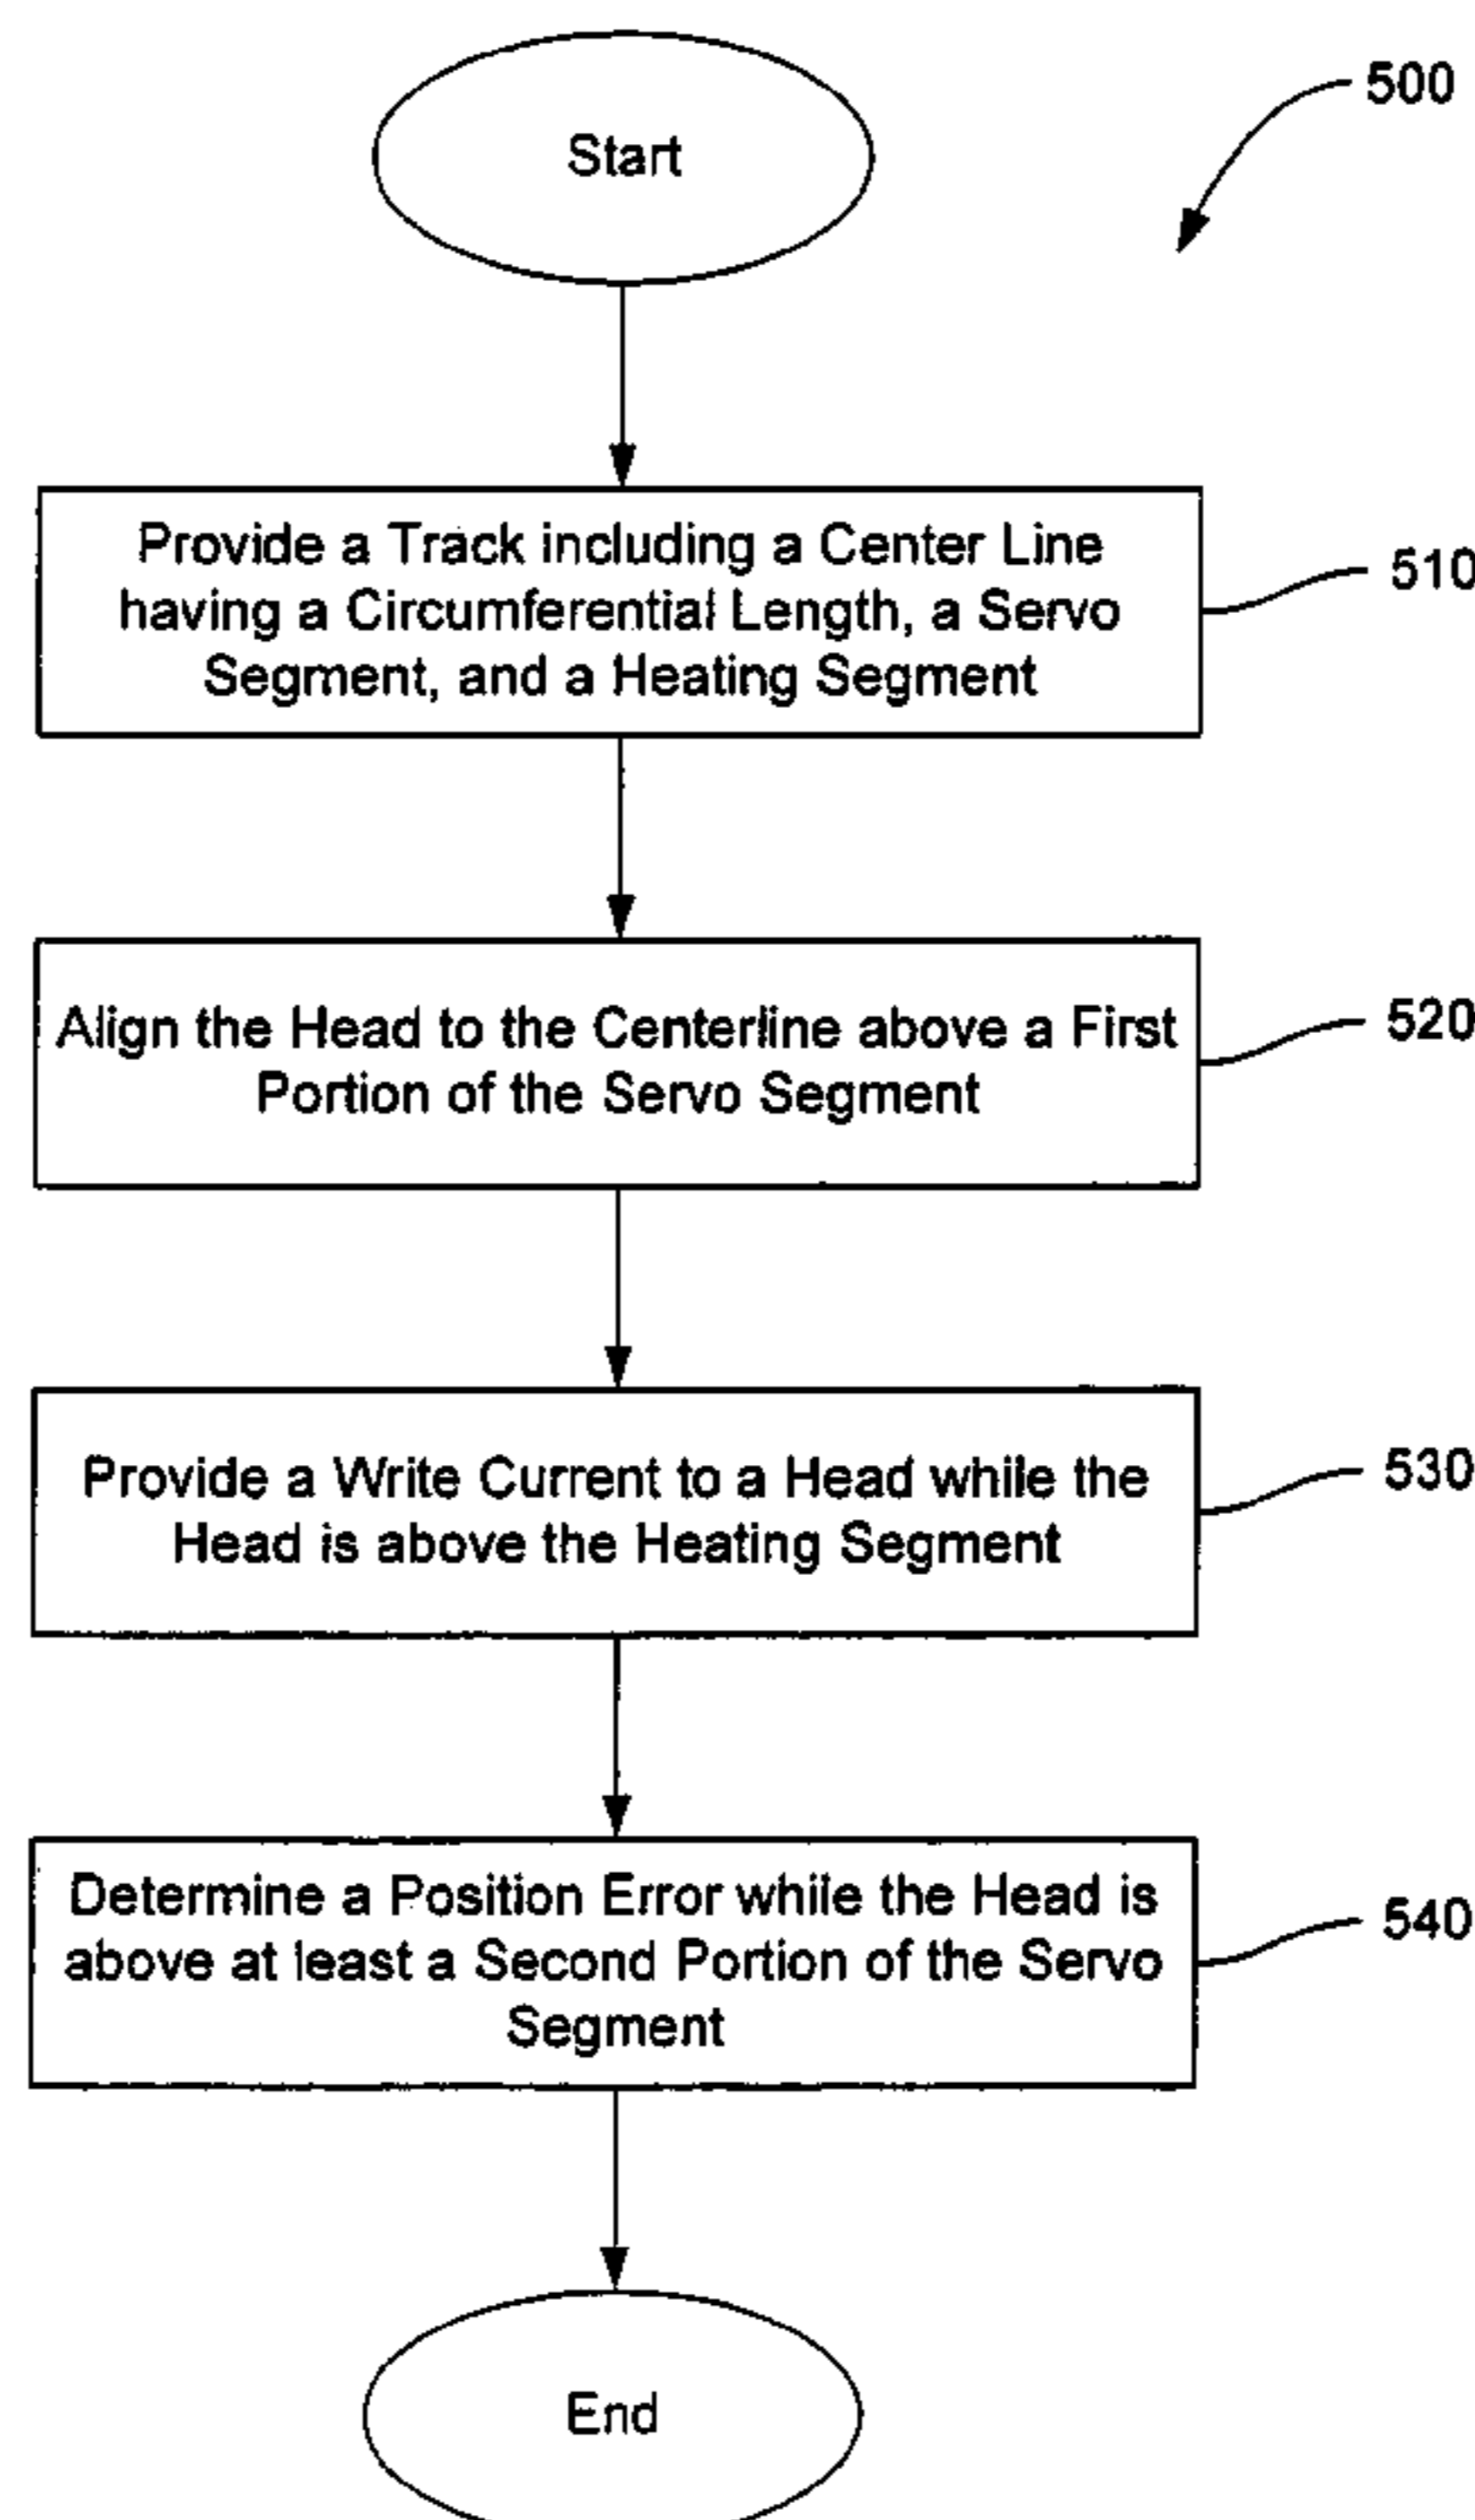 Start
500
Provide a Track including a Center Line
having a Circumferential Length, a Servo
Segment, and a Heating Segment
510
Align the Head to the Centerline above a First
Portion of the Servo Segment
520
Provide a Write Current to a Head while the
Head is above the Heating Segment
530
Determine a Position Error while the Head is
above at least a Second Portion of the Servo
Segment
540
End